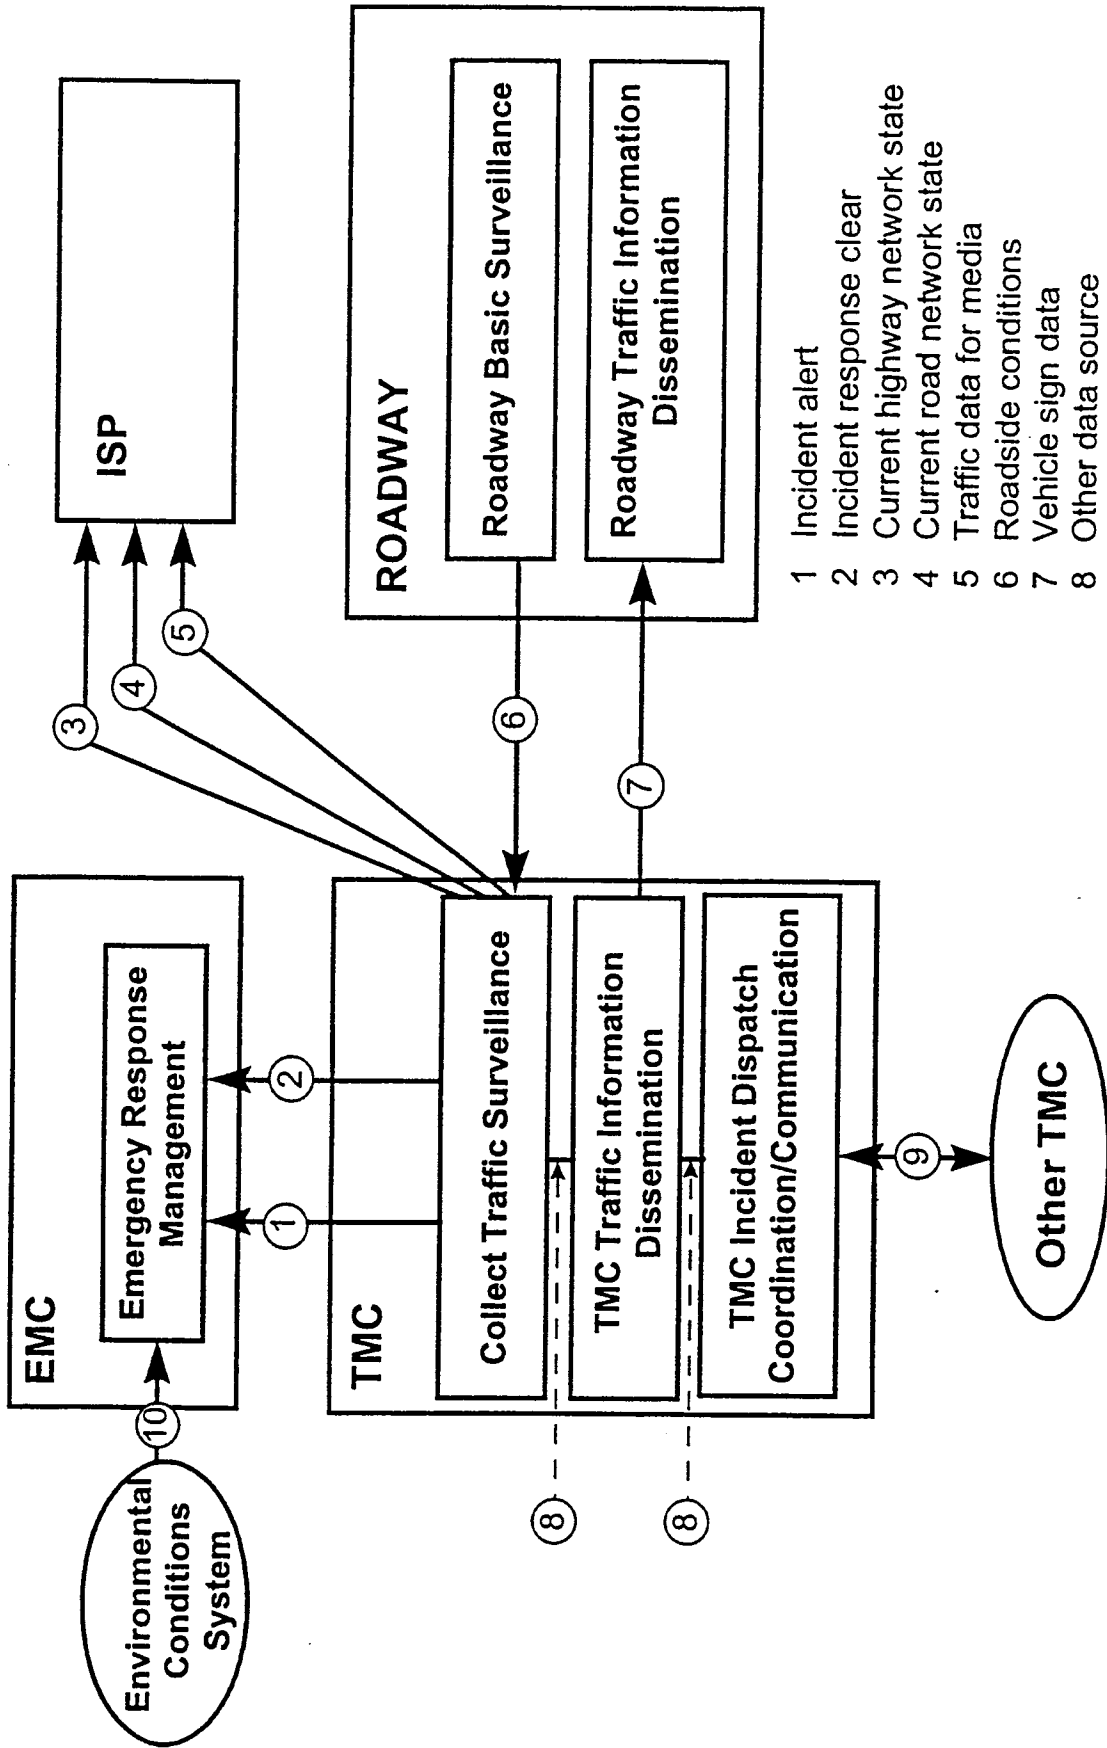 Environmental
Conditions
System
10
EMC
Emergency Response
Management
1
2
3
4
5
ISP
TMC
Collect Traffic Surveillance
TMC Traffic Information
Dissemination
TMC Incident Dispatch
Coordination/Communication
8
8
6
7
ROADWAY
Roadway Basic Surveillance
Roadway Traffic Information
Dissemination
9
Other TMC
1 Incident alert
2 Incident response clear
3 Current highway network state
4 Current road network state
5 Traffic data for media
6 Roadside conditions
7 Vehicle sign data
8 Other data source